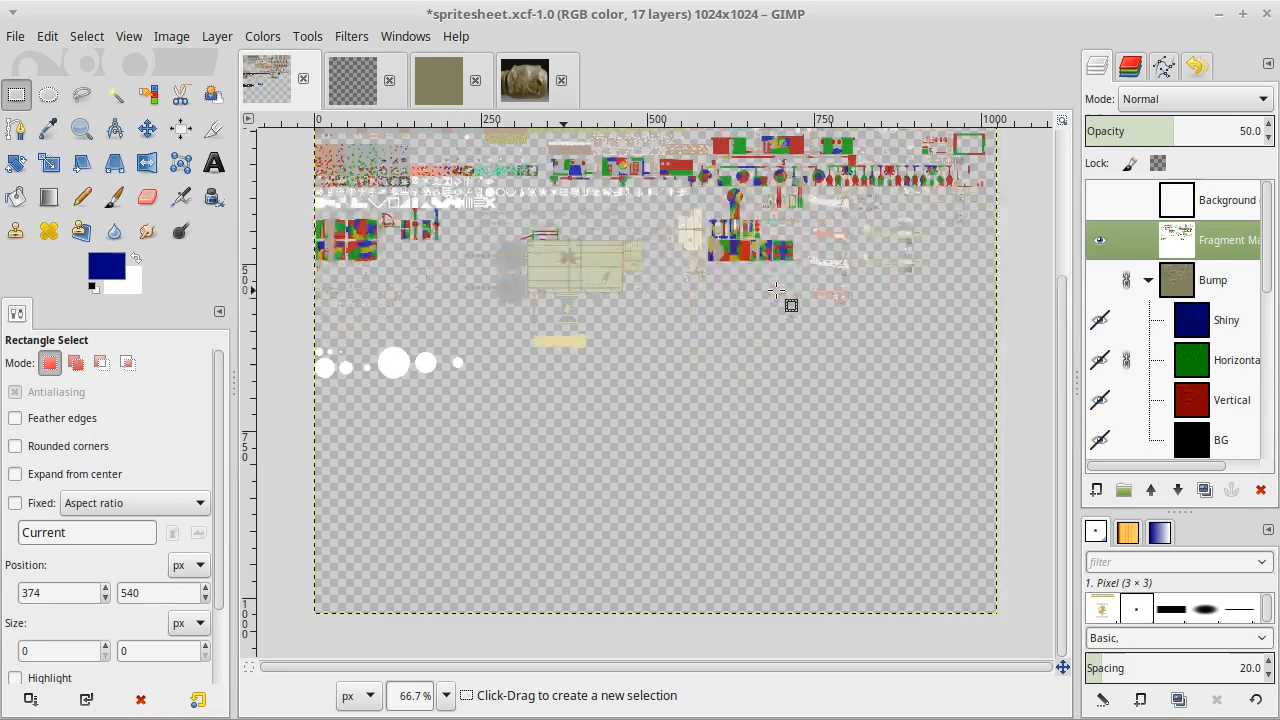 *spritesheet.xcf-1.0 (RGB color, 17 layers) 1024x1024 – GIMP
File Edit Select View Image Layer Colors Tools Filters Windows Help
0 250 500 750 1000
Mode: Normal
Opacity 50.0
Lock:
Background
Fragment Ma
Bump
Shiny
Horizonta
Vertical
BG
500
750
1000
Rectangle Select
Mode:
Antialiasing
Feather edges
Rounded corners
Expand from center
Fixed: Aspect ratio
Current
Position: px
374 540
Size: px
0 0
Highlight
filter
1. Pixel (3 × 3)
Basic,
Spacing 20.0
px 66.7 % Click-Drag to create a new selection